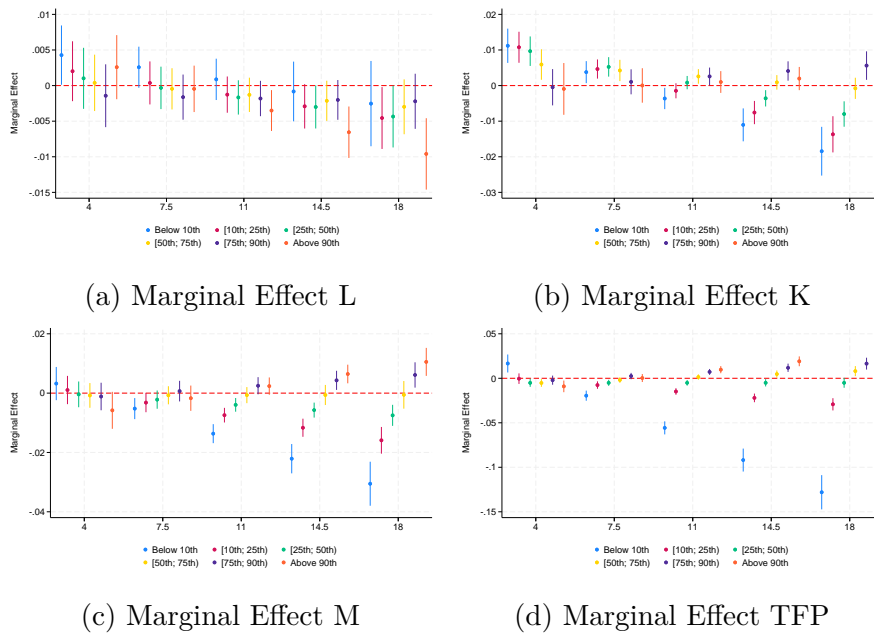 .01
.005
0
-.005
-.01
-.015
Marginal Effect
4 7.5 11 14.5 18
Below 10th [10th; 25th) [25th; 50th)
[50th; 75th) [75th; 90th) Above 90th
(a) Marginal Effect L
.02
.01
0
-.01
-.02
-.03
Marginal Effect
4 7.5 11 14.5 18
Below 10th [10th; 25th) [25th; 50th)
[50th; 75th) [75th; 90th) Above 90th
(b) Marginal Effect K
.02
0
-.02
-.04
Marginal Effect
4 7.5 11 14.5 18
Below 10th [10th; 25th) [25th; 50th)
[50th; 75th) [75th; 90th) Above 90th
(c) Marginal Effect M
.05
0
-.05
-.1
-.15
Marginal Effect
4 7.5 11 14.5 18
Below 10th [10th; 25th) [25th; 50th)
[50th; 75th) [75th; 90th) Above 90th
(d) Marginal Effect TFP